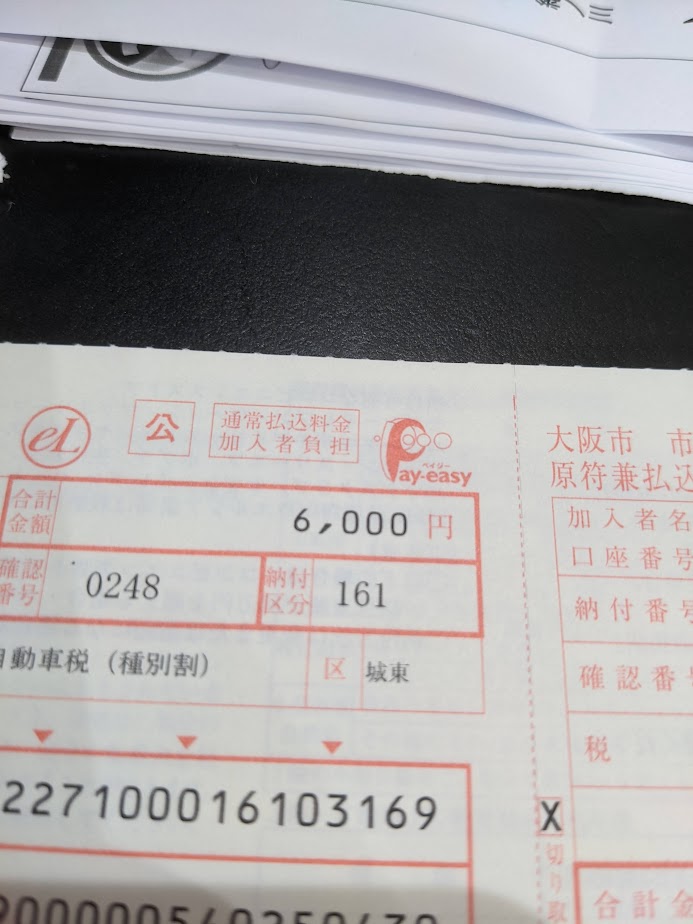 eL
公
通常払込料金
加入者負担
Pay-easy
ペイジー
合計
金額
6,000 円
確認
番号
0248
納付
区分
161
自動車税(種別割)
区
城東
227100016103169
X
切り取
大阪市 市
原符兼払込
加入者名
口座番号
納付番号
確認番号
税
合計金